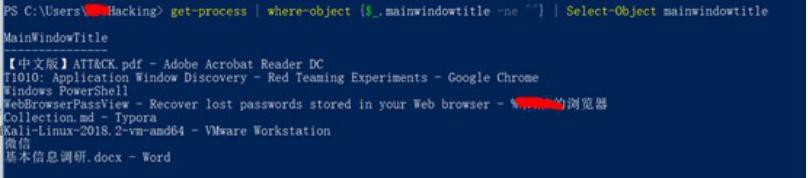 PS C:\Users\Hacking> get-process | where-object {$_.mainwindowtitle -ne ""} | Select-Object mainwindowtitle
MainWindowTitle
---------------
【中文版】ATT&CK.pdf - Adobe Acrobat Reader DC
T1010: Application Window Discovery - Red Teaming Experiments - Google Chrome
Windows PowerShell
WebBrowserPassView - Recover lost passwords stored in your Web browser - %的浏览器
Collection.md - Typora
Kali-Linux-2018.2-vm-amd64 - VMware Workstation
微信
基本信息调研.docx - Word